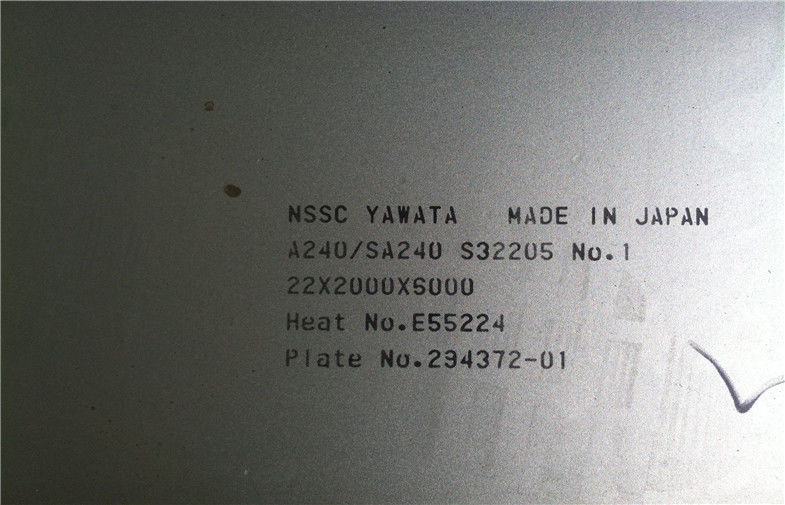 NSSC YAWATA MADE IN JAPAN
A240/SA240 S32205 No.1
22X2000X6000
Heat No.E55224
Plate No.294372-01